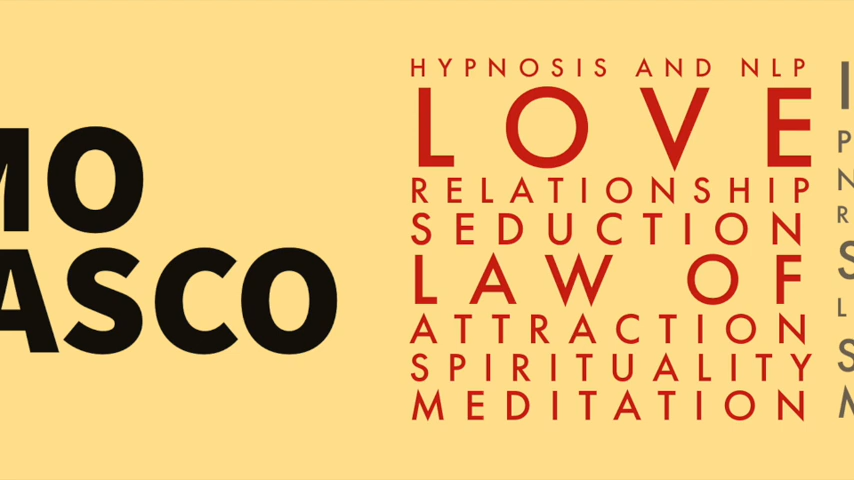 MO
ASCO
HYPNOSIS AND NLP
LOVE
RELATIONSHIP
SEDUCTION
LAW OF
ATTRACTION
SPIRITUALITY
MEDITATION
I
P
N
R
S
L
S
M